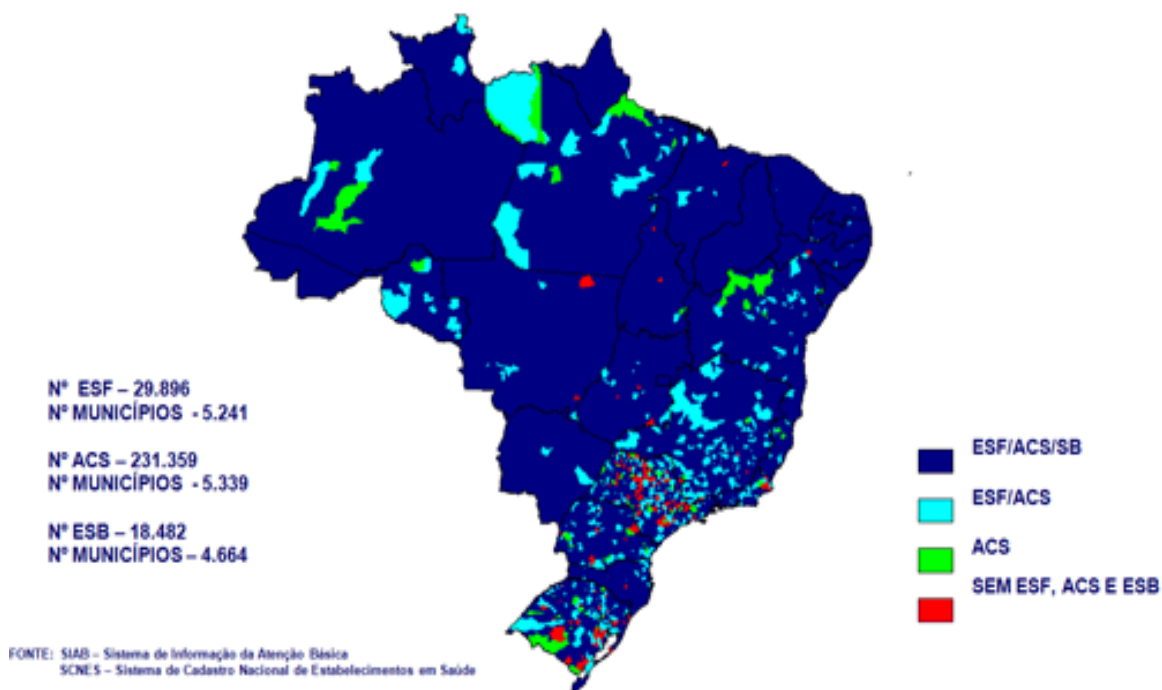 Nº ESF – 29.896
Nº MUNICÍPIOS - 5.241
Nº ACS – 231.359
Nº MUNICÍPIOS - 5.339
Nº ESB – 18.482
Nº MUNICÍPIOS – 4.664
ESF/ACS/SB
ESF/ACS
ACS
SEM ESF, ACS E ESB
FONTE: SIAB – Sistema de Informação da Atenção Básica
SCNES – Sistema de Cadastro Nacional de Estabelecimentos em Saúde